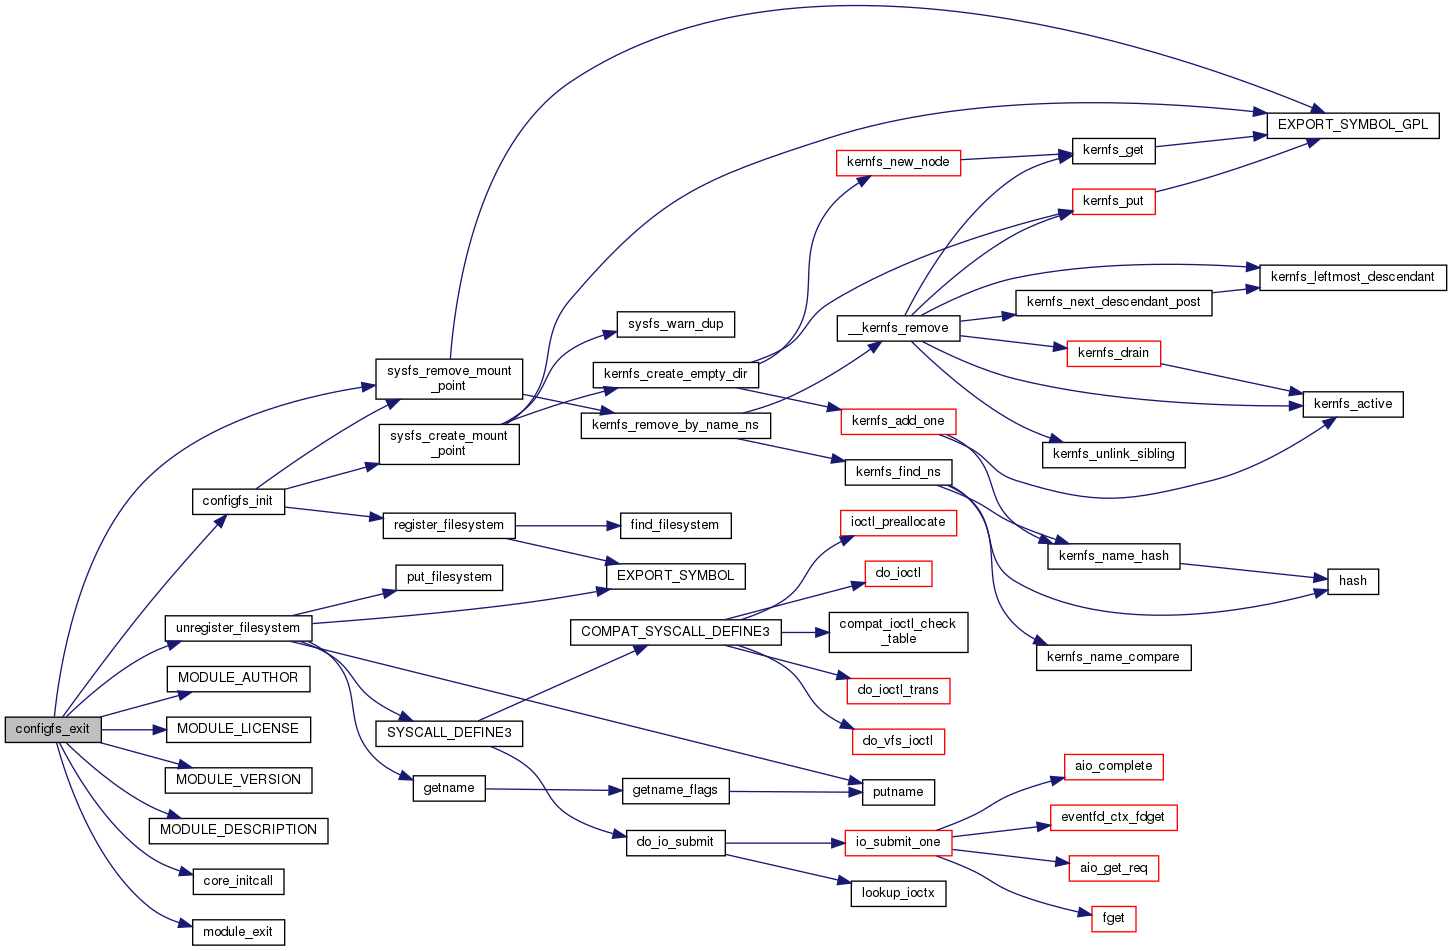 EXPORT_SYMBOL_GPL
kernfs_get
kernfs_new_node
kernfs_put
kernfs_leftmost_descendant
kernfs_next_descendant_post
sysfs_warn_dup
__kernfs_remove
kernfs_drain
sysfs_remove_mount
_point
kernfs_create_empty_dir
kernfs_active
kernfs_add_one
kernfs_remove_by_name_ns
sysfs_create_mount
_point
kernfs_unlink_sibling
kernfs_find_ns
configfs_init
register_filesystem
find_filesystem
ioctl_preallocate
kernfs_name_hash
put_filesystem
EXPORT_SYMBOL
do_ioctl
hash
unregister_filesystem
COMPAT_SYSCALL_DEFINE3
compat_ioctl_check
_table
kernfs_name_compare
MODULE_AUTHOR
do_ioctl_trans
configfs_exit
MODULE_LICENSE
SYSCALL_DEFINE3
do_vfs_ioctl
aio_complete
MODULE_VERSION
getname
getname_flags
putname
eventfd_ctx_fdget
MODULE_DESCRIPTION
do_io_submit
io_submit_one
aio_get_req
core_initcall
lookup_ioctx
fget
module_exit